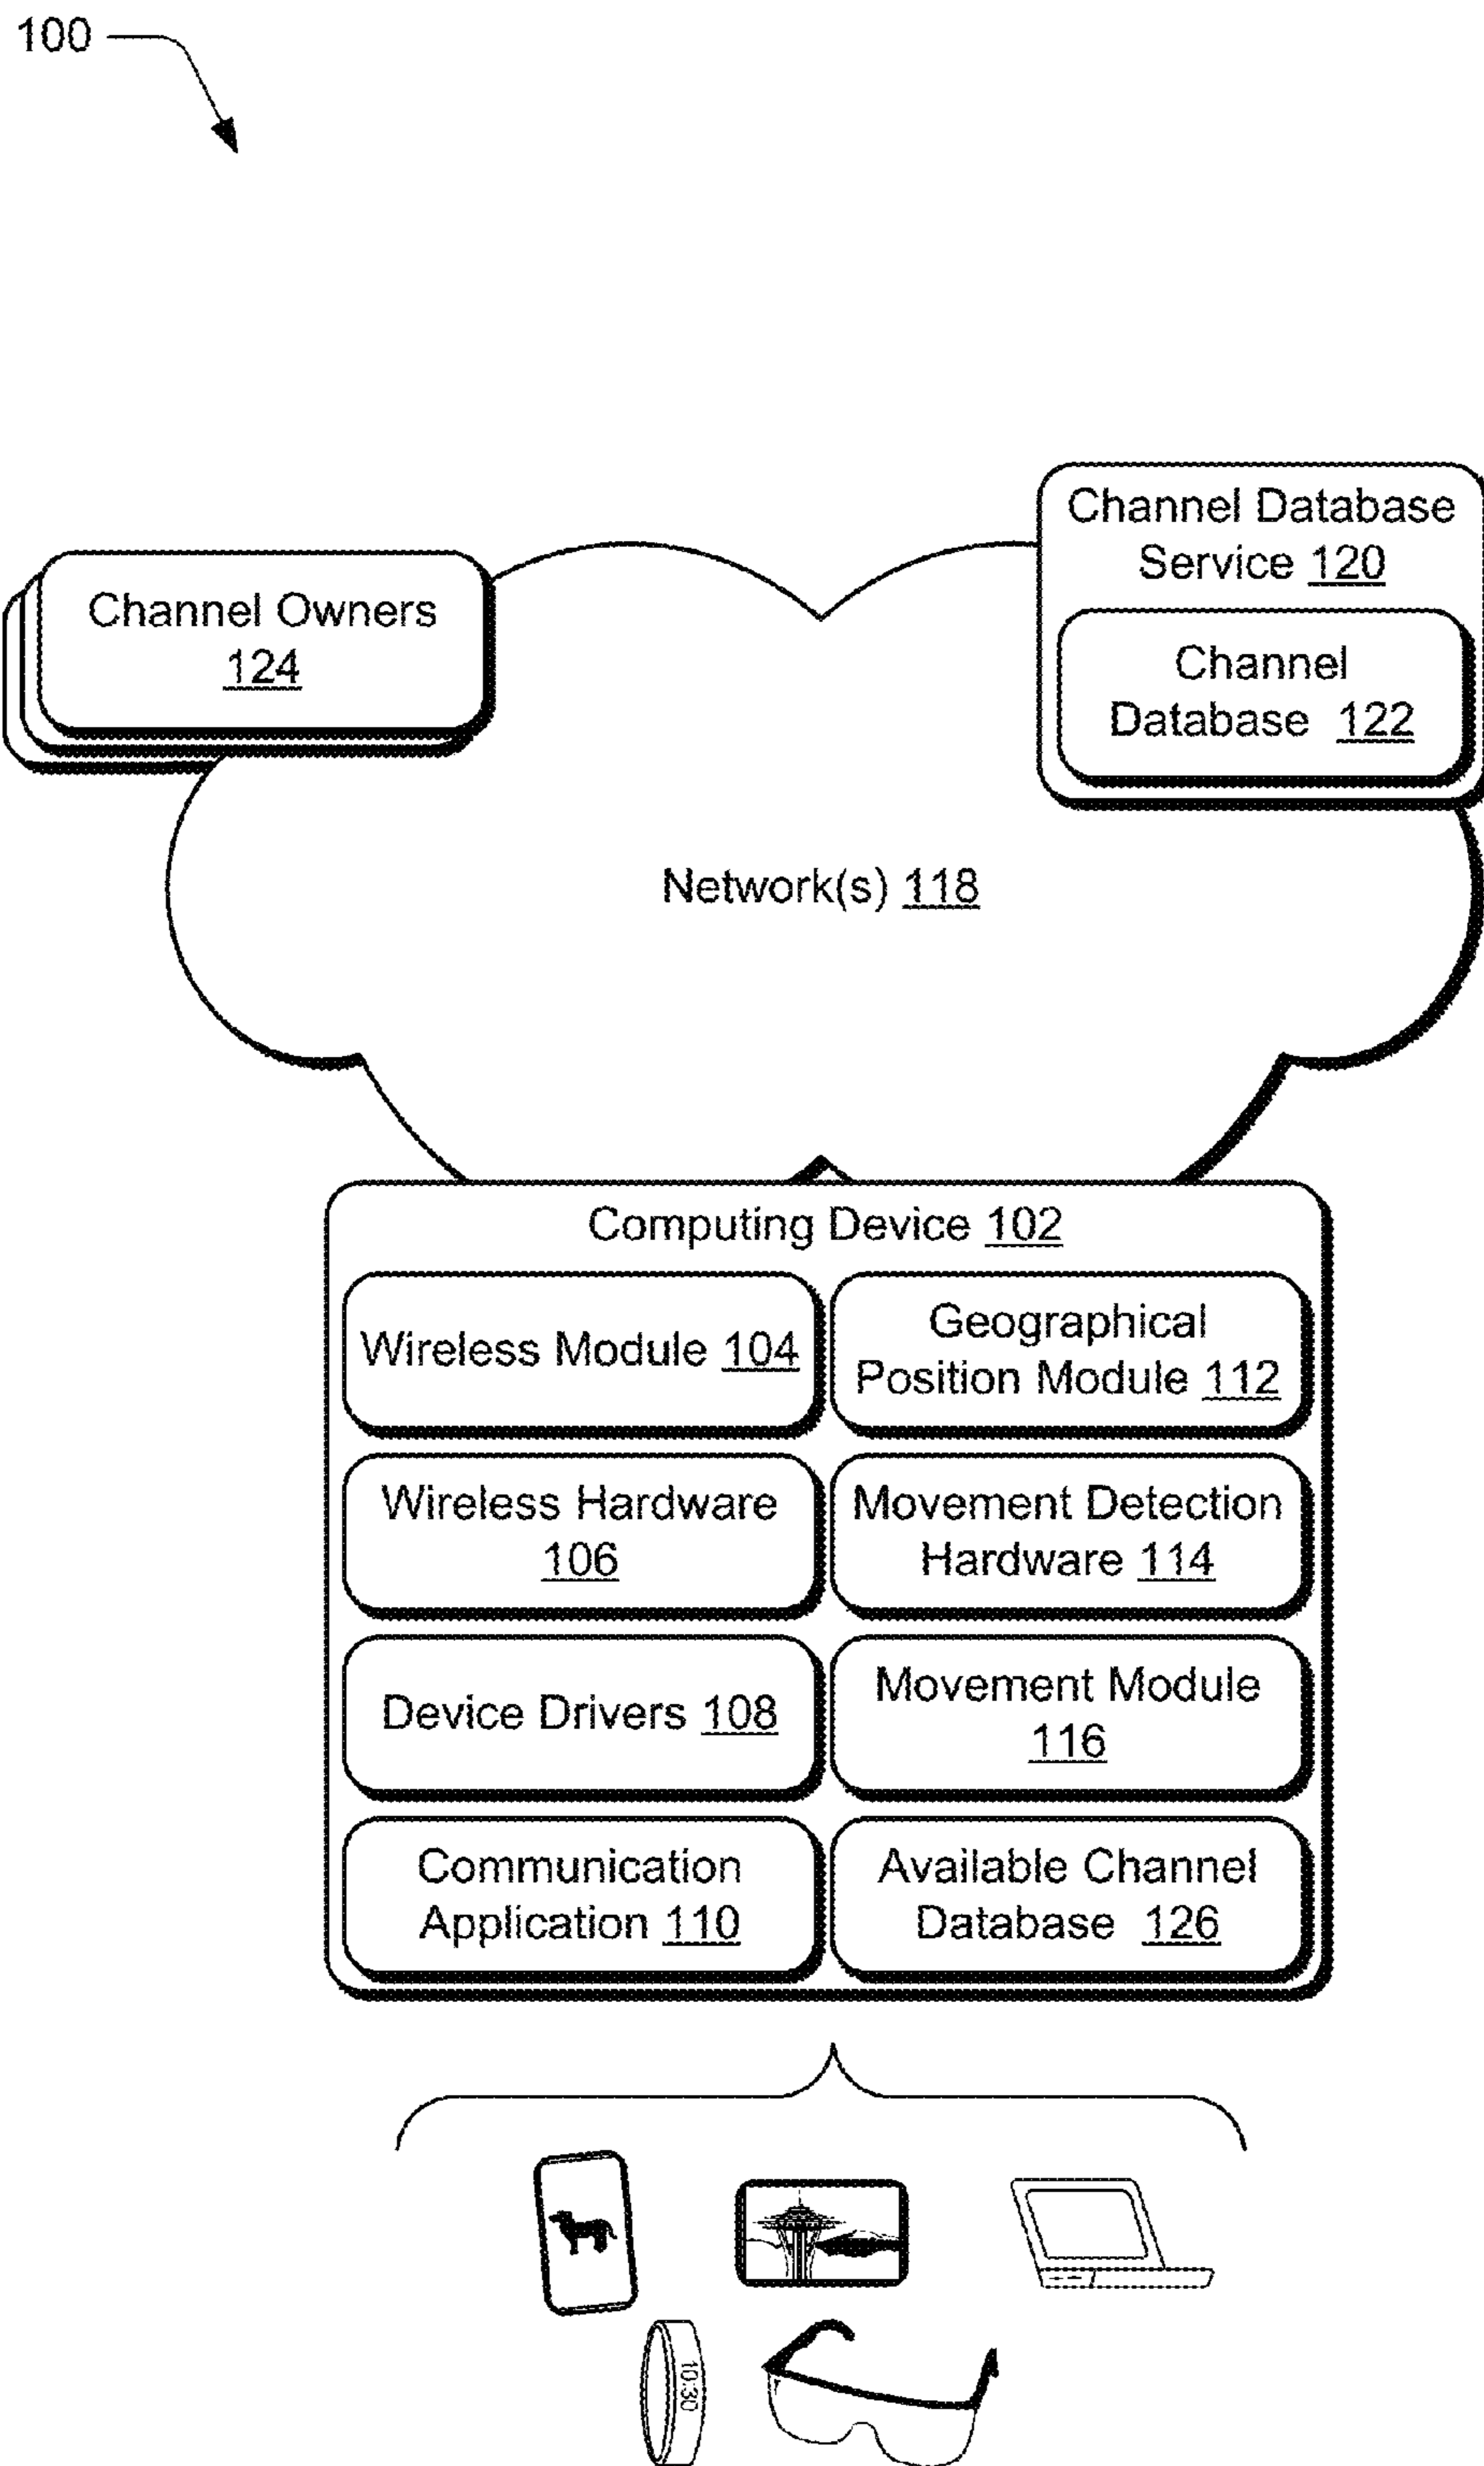 100
Channel Database
Service 120
Channel Owners
124
Channel
Database 122
Network(s) 118
Computing Device 102
Wireless Module 104
Geographical
Position Module 112
Wireless Hardware
106
Movement Detection
Hardware 114
Device Drivers 108
Movement Module
116
Communication
Application 110
Available Channel
Database 126
10:30